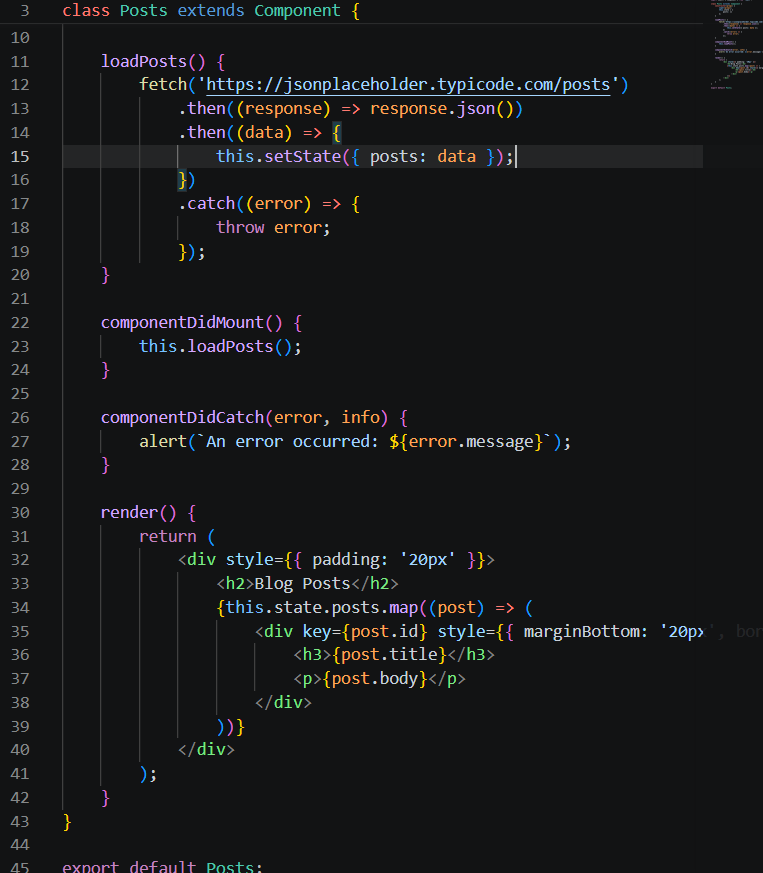 3 class Posts extends Component {
10
11 loadPosts() {
12 fetch('https://jsonplaceholder.typicode.com/posts')
13 .then((response) => response.json())
14 .then((data) => {
15 this.setState({ posts: data });
16 })
17 .catch((error) => {
18 throw error;
19 });
20 }
21
22 componentDidMount() {
23 this.loadPosts();
24 }
25
26 componentDidCatch(error, info) {
27 alert(`An error occurred: ${error.message}`);
28 }
29
30 render() {
31 return (
32 <div style={{ padding: '20px' }}>
33 <h2>Blog Posts</h2>
34 {this.state.posts.map((post) => (
35 <div key={post.id} style={{ marginBottom: '20px', bor
36 <h3>{post.title}</h3>
37 <p>{post.body}</p>
38 </div>
39 ))}
40 </div>
41 );
42 }
43 }
44
45 export default Posts;